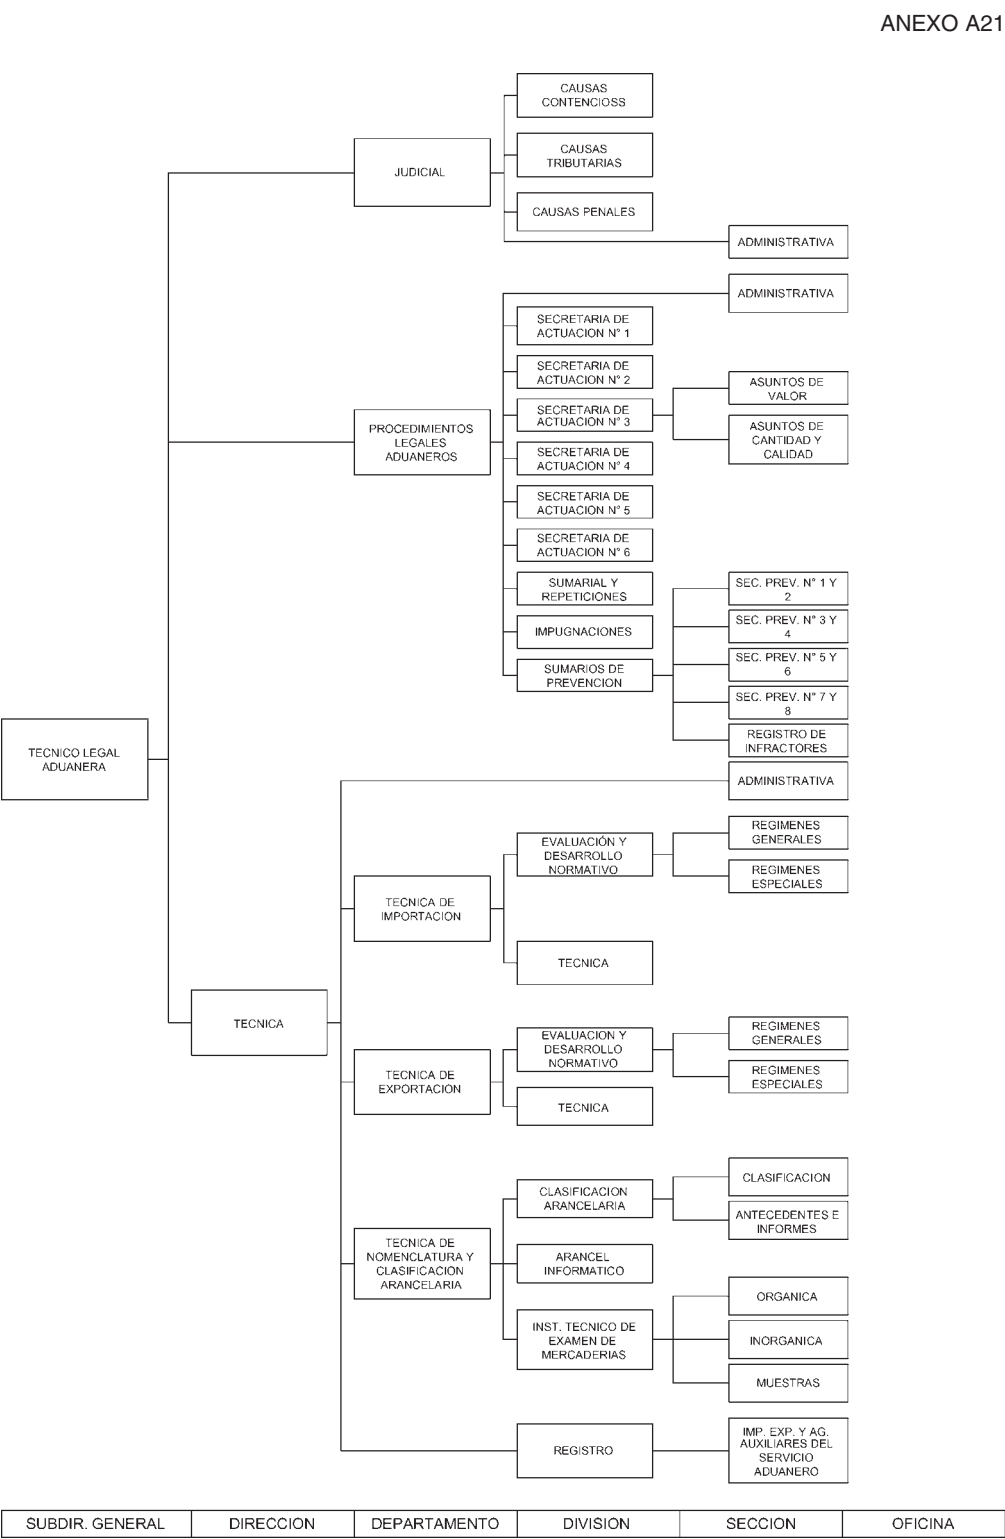 ANEXO A21
CAUSAS
CONTENCIOSS
CAUSAS
TRIBUTARIAS
JUDICIAL
CAUSAS PENALES
ADMINISTRATIVA
ADMINISTRATIVA
SECRETARIA DE
ACTUACION N° 1
SECRETARIA DE
ACTUACION N° 2
SECRETARIA DE
ACTUACION N° 3
ASUNTOS DE
VALOR
ASUNTOS DE
CANTIDAD Y
CALIDAD
PROCEDIMIENTOS
LEGALES
ADUANEROS
SECRETARIA DE
ACTUACION N° 4
SECRETARIA DE
ACTUACION N° 5
SECRETARIA DE
ACTUACION N° 6
SUMARIAL Y
REPETICIONES
IMPUGNACIONES
SUMARIOS DE
PREVENCION
SEC. PREV. N° 1 Y
2
SEC. PREV. N° 3 Y
4
SEC. PREV. N° 5 Y
6
SEC. PREV. N° 7 Y
8
REGISTRO DE
INFRACTORES
TECNICO LEGAL
ADUANERA
ADMINISTRATIVA
EVALUACIÓN Y
DESARROLLO
NORMATIVO
REGIMENES
GENERALES
REGIMENES
ESPECIALES
TECNICA DE
IMPORTACION
TECNICA
TECNICA
EVALUACION Y
DESARROLLO
NORMATIVO
REGIMENES
GENERALES
REGIMENES
ESPECIALES
TECNICA DE
EXPORTACION
TECNICA
CLASIFICACION
ARANCELARIA
CLASIFICACION
ANTECEDENTES E
INFORMES
TECNICA DE
NOMENCLATURA Y
CLASIFICACION
ARANCELARIA
ARANCEL
INFORMATICO
INST. TECNICO DE
EXAMEN DE
MERCADERIAS
ORGANICA
INORGANICA
MUESTRAS
REGISTRO
IMP. EXP. Y AG.
AUXILIARES DEL
SERVICIO
ADUANERO
SUBDIR. GENERAL DIRECCION DEPARTAMENTO DIVISION SECCION OFICINA